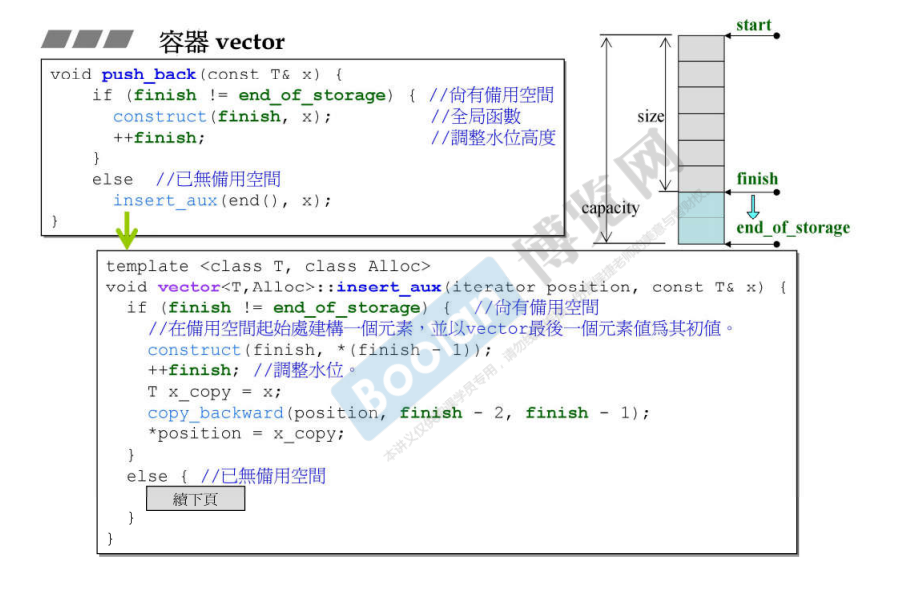 容器 vector
void push_back(const T& x) {
if (finish != end_of_storage) { //尚有備用空間
construct(finish, x); //全局函數
++finish; //調整水位高度
}
else //已無備用空間
insert_aux(end(), x);
}
start
size
finish
capacity
end_of_storage
template <class T, class Alloc>
void vector<T,Alloc>::insert_aux(iterator position, const T& x) {
if (finish != end_of_storage) { //尚有備用空間
//在備用空間起始處建構一個元素，並以vector最後一個元素值爲其初值。
construct(finish, *(finish - 1));
++finish; //調整水位。
T x_copy = x;
copy_backward(position, finish - 2, finish - 1);
*position = x_copy;
}
else { //已無備用空間
續下頁
}
}
Boolan
博览网